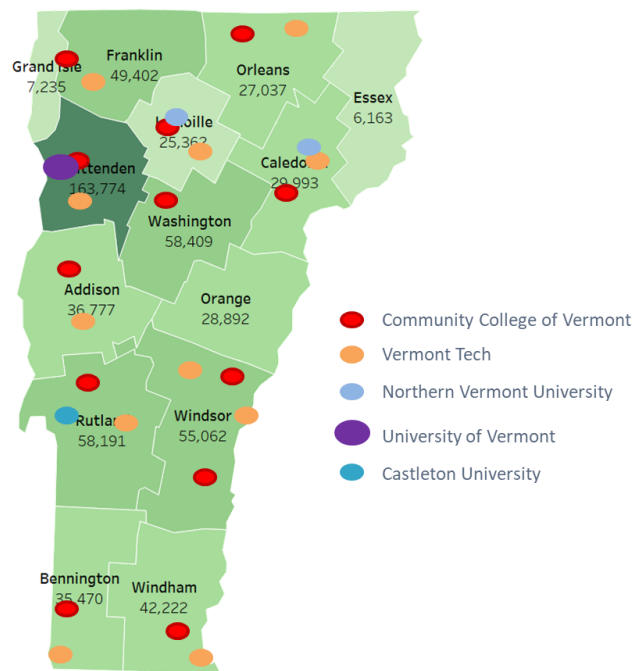 Franklin
49,402
Grand Isle
7,235
Orleans
27,037
Essex
6,163
25,362
29,993
163,774
Washington
58,409
Addison
36,777
Orange
28,892
58,191
Windsor
55,062
Bennington
35,470
Windham
42,222
Community College of Vermont
Vermont Tech
Northern Vermont University
University of Vermont
Castleton University